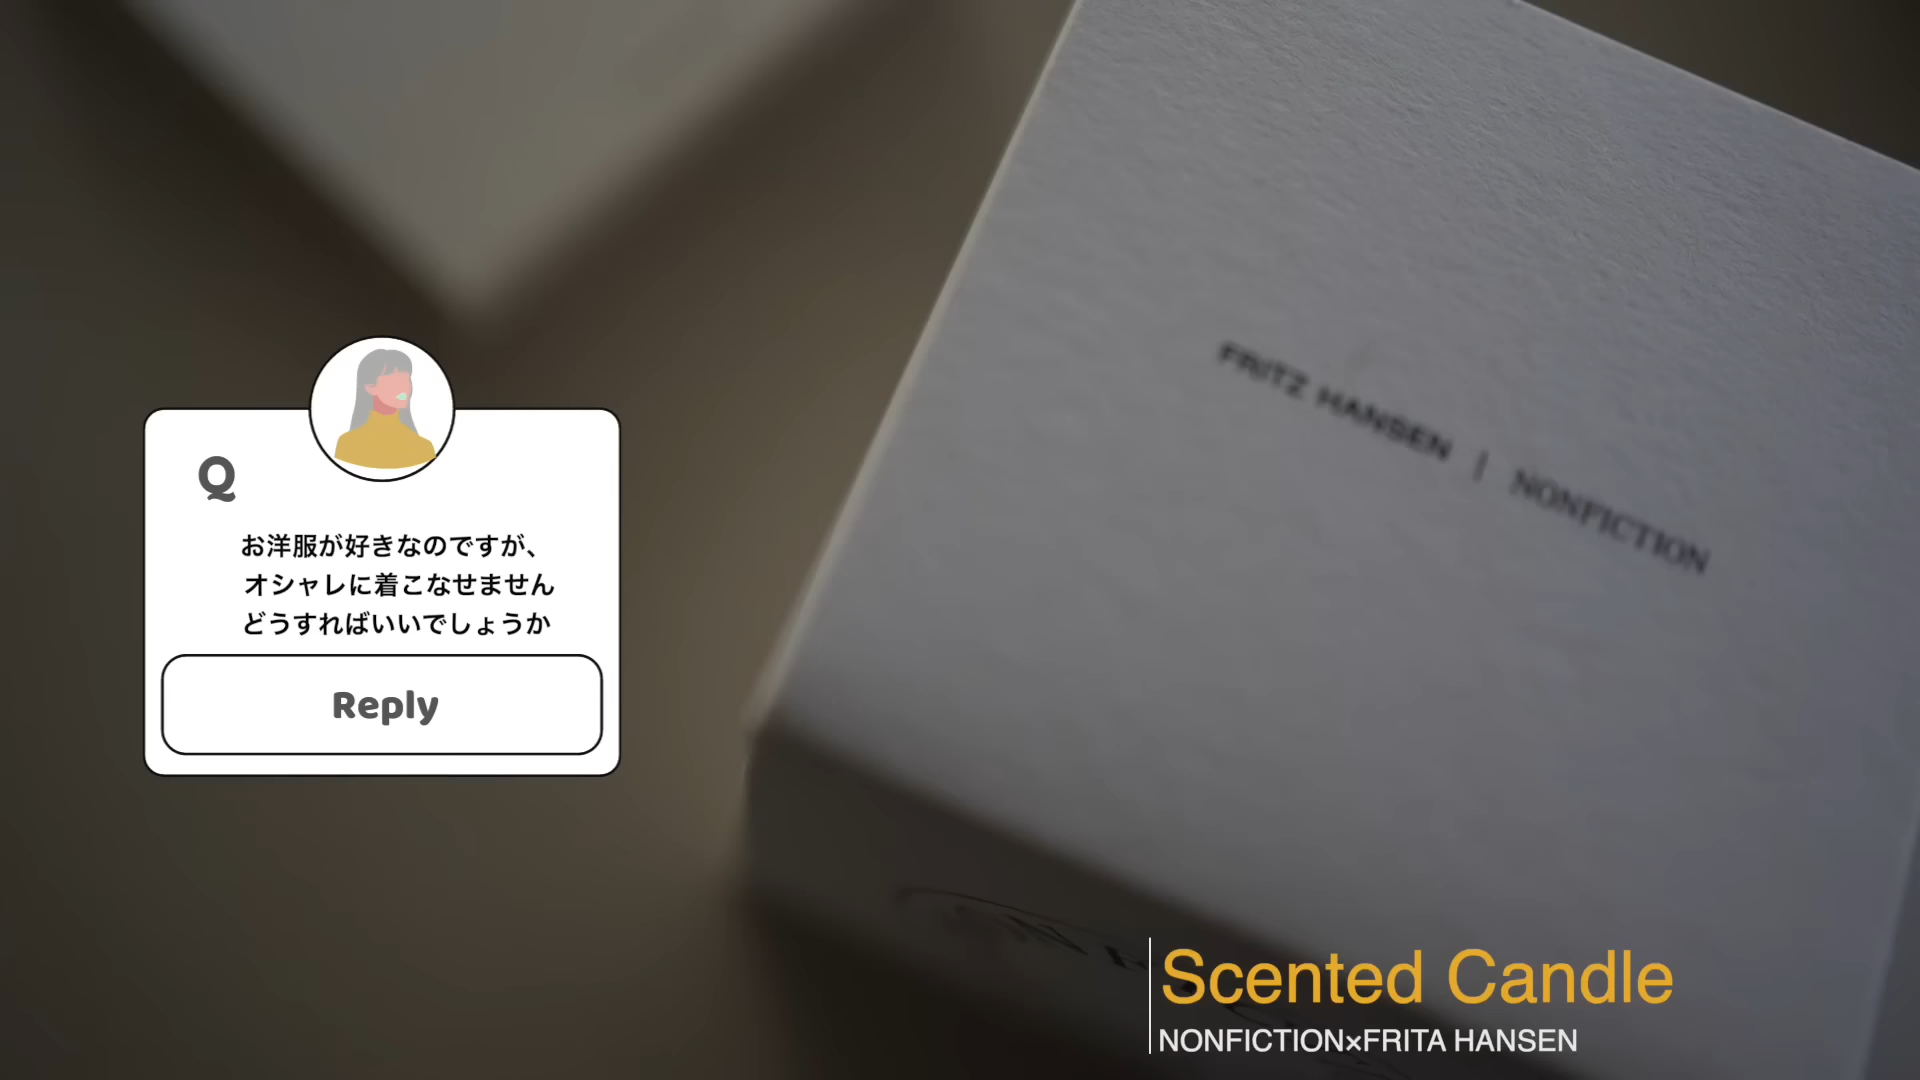 FRITZ HANSEN | NONFICTION
Q
お洋服が好きなのですが、
オシャレに着こなせません
どうすればいいでしょうか
Reply
Scented Candle
NONFICTION×FRITA HANSEN